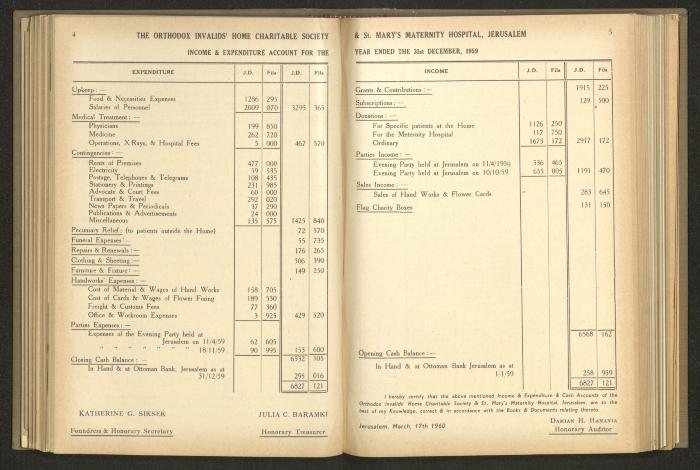 4
THE ORTHODOX INVALIDS' HOME CHARITABLE SOCIETY
INCOME & EXPENDITURE ACCOUNT FOR THE
EXPENDITURE J.D. Fils J.D. Fils
Upkeep: —
Food & Necessities Expenses 1286 295
Salaries of Personnel 2009 070 3295 365
Medical Treatment: —
Physicians 199 850
Medicine 262 720
Operations, X Rays, & Hospital Fees 5 000 467 570
Contingencies: —
Rents of Premises 477 000
Electricity 59 535
Postage, Telephones & Telegrams 108 435
Stationery & Printings 231 985
Advocate & Court Fees 60 000
Transport & Travel 292 020
News Papers & Periodicals 37 290
Publications & Advertisements 24 000
Miscellaneous 135 575 1425 840
Pecuniary Relief: (to patients outside the Home) 72 570
Funeral Expenses: — 55 735
Repairs & Renewals: — 176 265
Clothing & Sheeting: — 306 390
Furniture & Fixture: — 149 250
Handworks' Expenses: —
Cost of Material & Wages of Hand Works 158 705
Cost of Cards & Wages of Flower Fixing 189 330
Freight & Customs Fees 77 360
Office & Workroom Expenses 3 925 429 320
Parties Expenses: —
Expenses of the Evening Party held at
Jerusalem on 11/4/59 62 605
" " " " " " " 18/11/59 90 995 153 600
6532 105
Closing Cash Balance: —
In Hand & at Ottoman Bank, Jerusalem as at
31/12/59 295 016
6827 121
KATHERINE G. SIKSEK JULIA C. BARAMKI
Foundress & Honorary Secretary Honorary Treasurer
5
& St. MARY'S MATERNITY HOSPITAL, JERUSALEM
YEAR ENDED THE 31st DECEMBER, 1959
INCOME J.D. Fils J.D. Fils
Grants & Contributions: — 1915 225
Subscriptions: — 129 500
Donations: —
For Specific patients at the Home 1126 250
For the Meternity Hospital 117 750
Ordinary 1673 172 2917 172
Parties Income: —
Evening Party held at Jerusalem on 11/4/1959 536 465
Evening Party held at Jerusalem on 10/10/59 655 005 1191 470
Sales Income: —
Sales of Hand Works & Flower Cards 283 645
Flag Charity Boxes 131 150
6568 162
Opening Cash Balance: —
In Hand & at Ottoman Bank Jerusalem as at
1/1/59 258 959
6827 121
I hereby certify that the above mentioned Income & Expenditure & Cash Accounts of the
Orthodox Invalids' Home Charitable Society & St. Mary's Maternity Hospital, Jerusalem, are to the
best of my Knowledge, correct & in accordance with the Books & Documents relating thereto.
DAMIAN H. HANANIA
Jerusalem, March, 17th 1960 Honorary Auditor